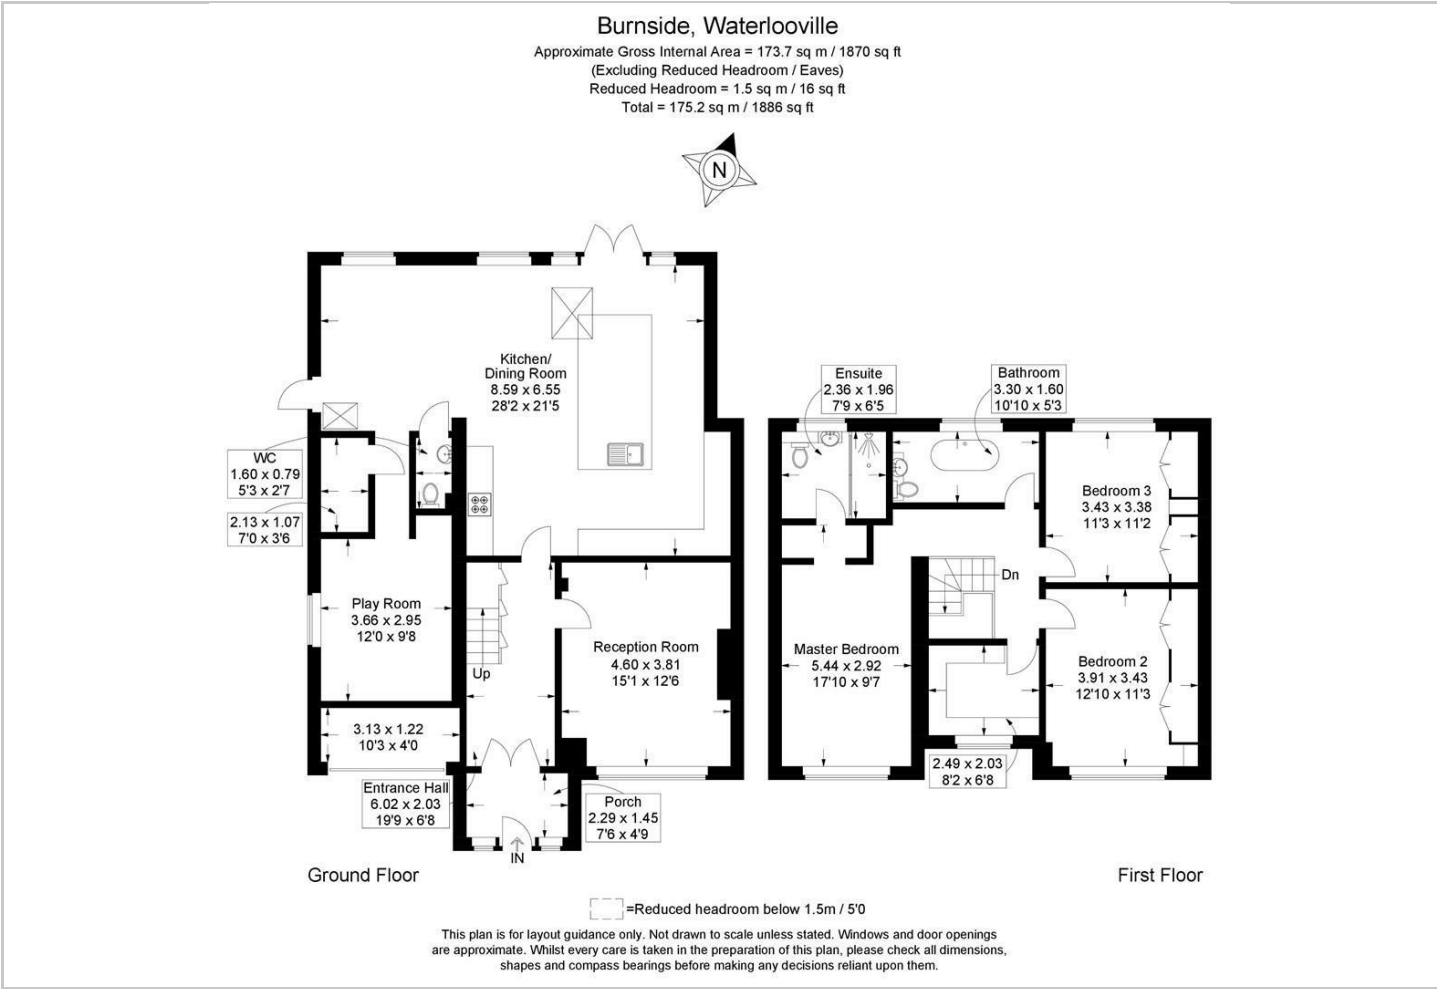 Burnside, Waterlooville
Approximate Gross Internal Area = 173.7 sq m / 1870 sq ft
(Excluding Reduced Headroom / Eaves)
Reduced Headroom = 1.5 sq m / 16 sq ft
Total = 175.2 sq m / 1886 sq ft
N
Kitchen/
Dining Room
8.59 x 6.55
28'2 x 21'5
WC
1.60 x 0.79
5'3 x 2'7
2.13 x 1.07
7'0 x 3'6
Play Room
3.66 x 2.95
12'0 x 9'8
Up
Reception Room
4.60 x 3.81
15'1 x 12'6
3.13 x 1.22
10'3 x 4'0
Entrance Hall
6.02 x 2.03
19'9 x 6'8
Porch
2.29 x 1.45
7'6 x 4'9
IN
Ground Floor
Ensuite
2.36 x 1.96
7'9 x 6'5
Bathroom
3.30 x 1.60
10'10 x 5'3
Bedroom 3
3.43 x 3.38
11'3 x 11'2
Dn
Master Bedroom
5.44 x 2.92
17'10 x 9'7
Bedroom 2
3.91 x 3.43
12'10 x 11'3
2.49 x 2.03
8'2 x 6'8
First Floor
=Reduced headroom below 1.5m / 5'0
This plan is for layout guidance only. Not drawn to scale unless stated. Windows and door openings
are approximate. Whilst every care is taken in the preparation of this plan, please check all dimensions,
shapes and compass bearings before making any decisions reliant upon them.